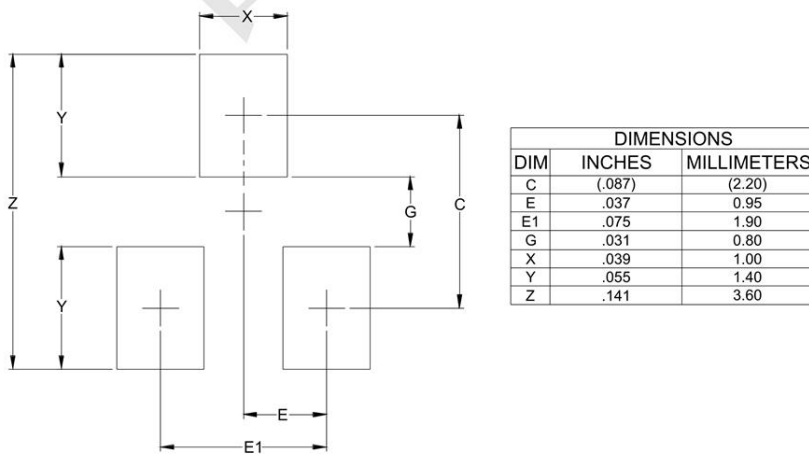 X
Y
Z
G
C
Y
E
E1
DIMENSIONS
DIM INCHES MILLIMETERS
C (.087) (2.20)
E .037 0.95
E1 .075 1.90
G .031 0.80
X .039 1.00
Y .055 1.40
Z .141 3.60